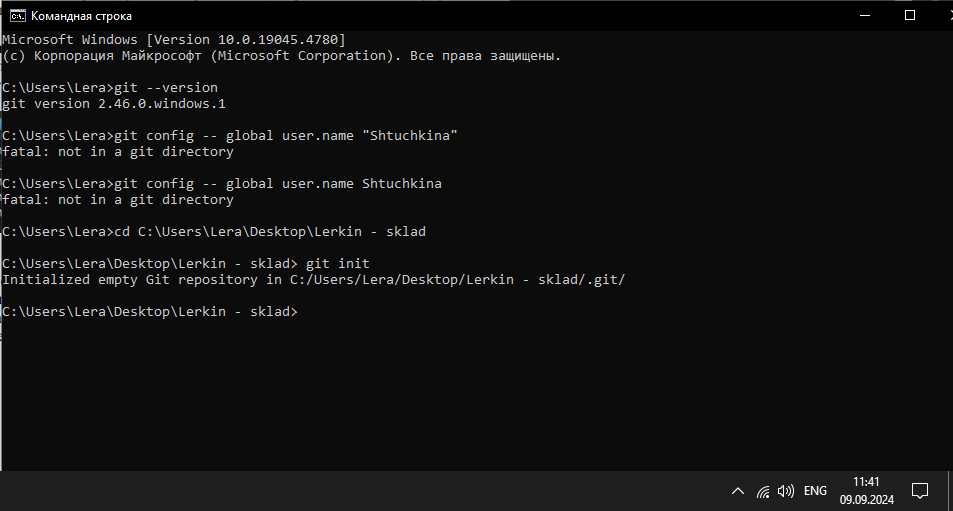 Командная строка
Microsoft Windows [Version 10.0.19045.4780]
(c) Корпорация Майкрософт (Microsoft Corporation). Все права защищены.
C:\Users\Lera>git --version
git version 2.46.0.windows.1
C:\Users\Lera>git config -- global user.name "Shtuchkina"
fatal: not in a git directory
C:\Users\Lera>git config -- global user.name Shtuchkina
fatal: not in a git directory
C:\Users\Lera>cd C:\Users\Lera\Desktop\Lerkin - sklad
C:\Users\Lera\Desktop\Lerkin - sklad> git init
Initialized empty Git repository in C:/Users/Lera/Desktop/Lerkin - sklad/.git/
C:\Users\Lera\Desktop\Lerkin - sklad>
ENG
11:41
09.09.2024